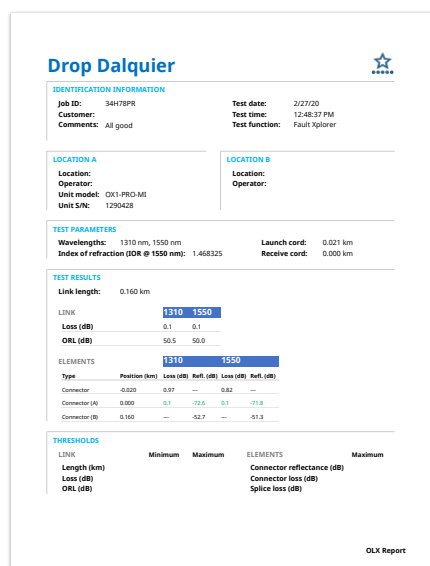 Drop Dalquier
IDENTIFICATION INFORMATION
Job ID: 34H78PR
Customer:
Comments: All good
Test date: 2/27/20
Test time: 12:48:37 PM
Test function: Fault Xplorer
LOCATION A
Location:
Operator:
Unit model: OX1-PRO-MI
Unit S/N: 1290428
LOCATION B
Location:
Operator:
TEST PARAMETERS
Wavelengths: 1310 nm, 1550 nm
Index of refraction (IOR @ 1550 nm): 1.468325
Launch cord: 0.021 km
Receive cord: 0.000 km
TEST RESULTS
Link length: 0.160 km
LINK 1310 1550
Loss (dB) 0.1 0.1
ORL (dB) 50.5 50.0
ELEMENTS 1310 1550
Type Position (km) Loss (dB) Refl. (dB) Loss (dB) Refl. (dB)
Connector -0.020 0.97 --- 0.82 ---
Connector (A) 0.000 0.1 -72.6 0.1 -71.8
Connector (B) 0.160 --- -52.7 --- -51.3
THRESHOLDS
LINK Minimum Maximum
Length (km)
Loss (dB)
ORL (dB)
ELEMENTS Maximum
Connector reflectance (dB)
Connector loss (dB)
Splice loss (dB)
OLX Report